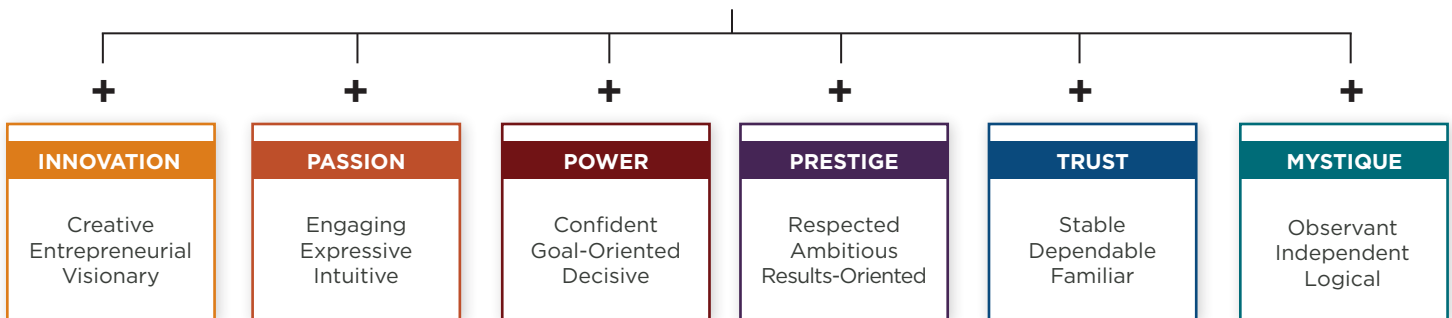 + + + + + +
INNOVATION
Creative
Entrepreneurial
Visionary
PASSION
Engaging
Expressive
Intuitive
POWER
Confident
Goal-Oriented
Decisive
PRESTIGE
Respected
Ambitious
Results-Oriented
TRUST
Stable
Dependable
Familiar
MYSTIQUE
Observant
Independent
Logical